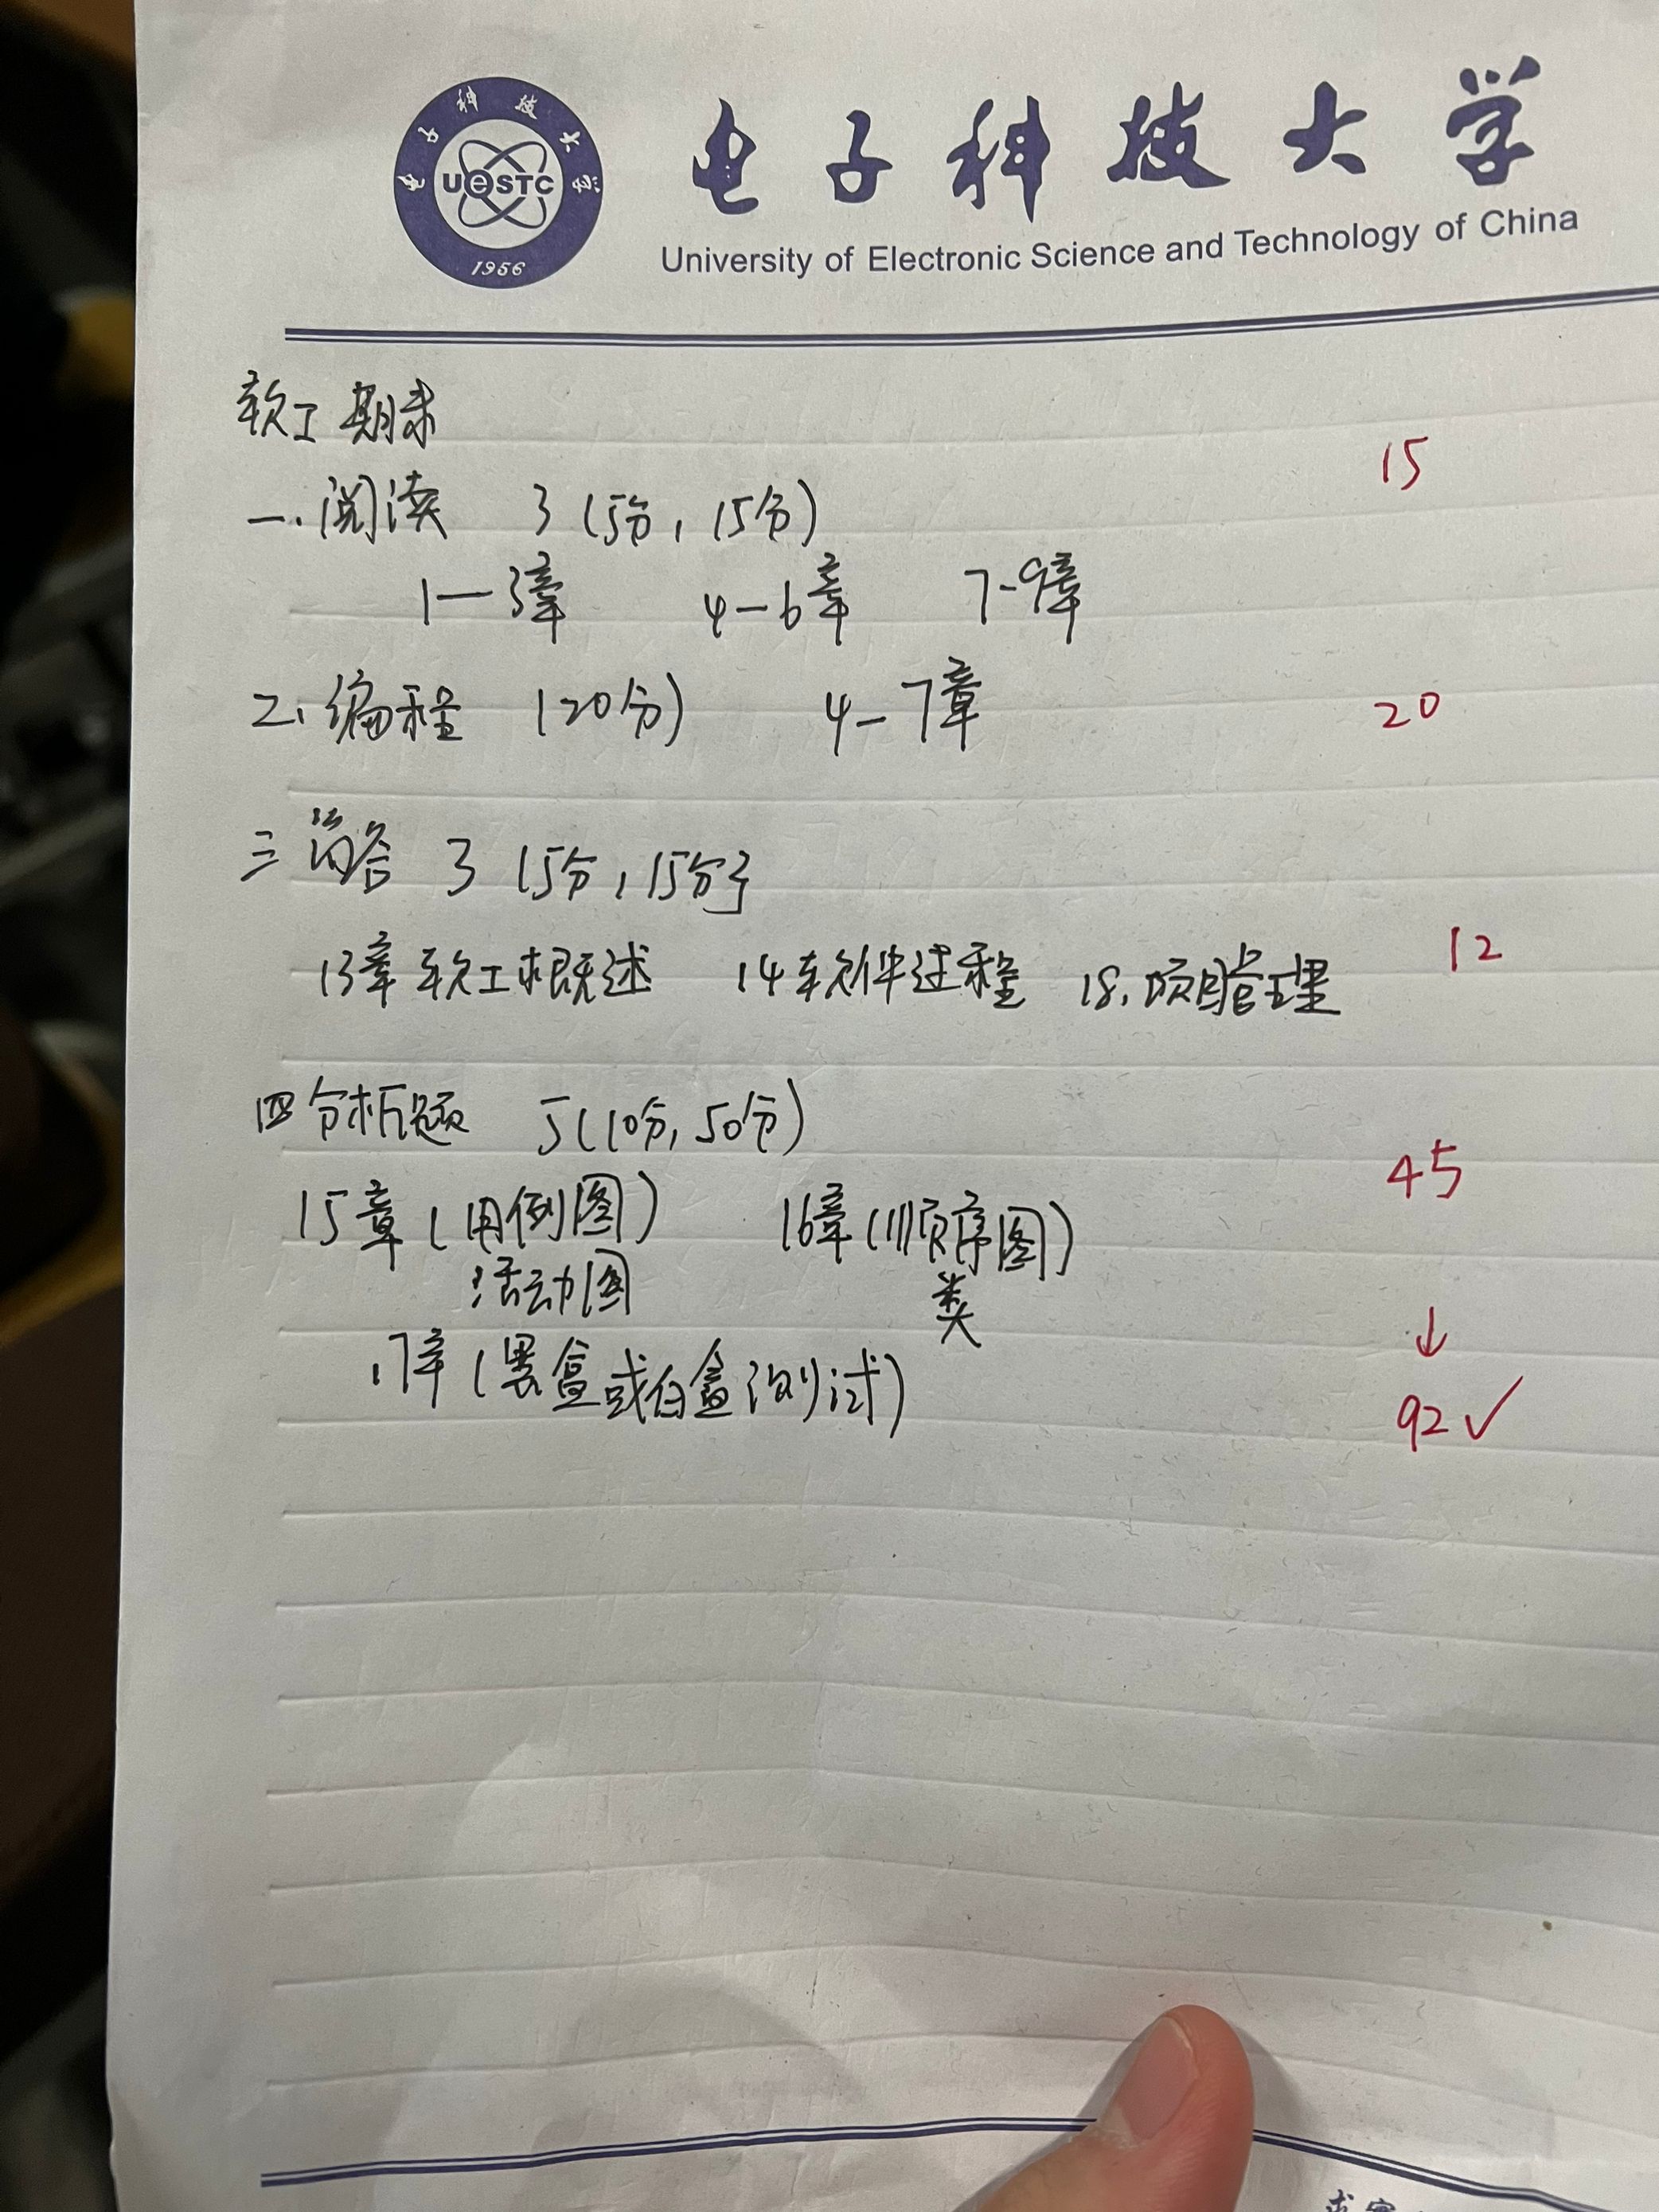 电子科技大学
UeSTC
1956
电子科技大学
University of Electronic Science and Technology of China
软工 期末
15
一.阅读 3 (5分, 15分)
1—3章 4—6章 7-9章
二.编程 (20分) 4—7章
20
三 简答 3 (5分, 15分)
13章 软工概述 14 软件过程 18.项目管理
12
四 分析题 5(10分, 50分)
45
15章(用例图) 16章(顺序图)
活动图 类
↓
17章(黑盒或白盒测试)
92✓
求实